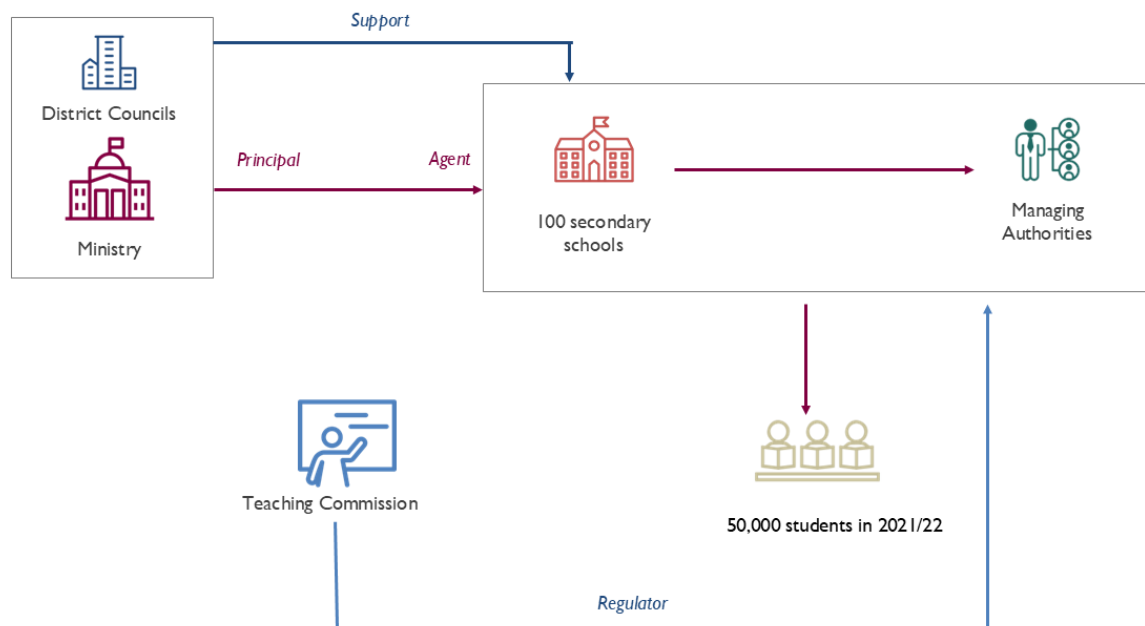 Support
District Councils
Principal
Agent
Ministry
100 secondary
schools
Managing
Authorities
Teaching Commission
50,000 students in 2021/22
Regulator